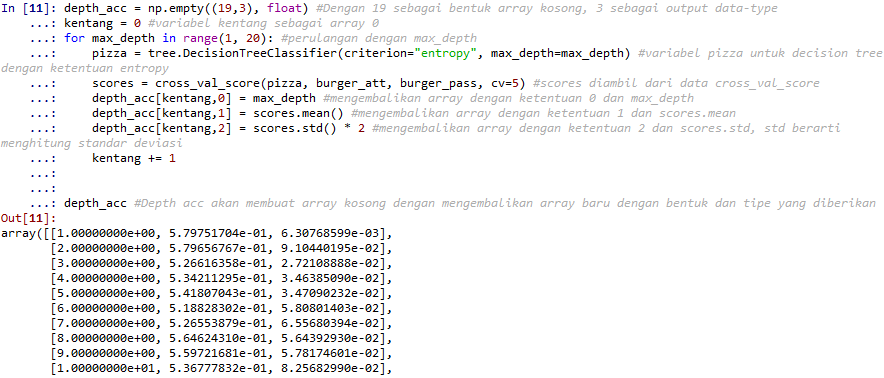 In [11]: depth_acc = np.empty((19,3), float) #Dengan 19 sebagai bentuk array kosong, 3 sebagai output data-type
...: kentang = 0 #variabel kentang sebagai array 0
...: for max_depth in range(1, 20): #perulangan dengan max_depth
...:     pizza = tree.DecisionTreeClassifier(criterion="entropy", max_depth=max_depth) #variabel pizza untuk decision tree
dengan ketentuan entropy
...:     scores = cross_val_score(pizza, burger_att, burger_pass, cv=5) #scores diambil dari data cross_val_score
...:     depth_acc[kentang,0] = max_depth #mengembalikan array dengan ketentuan 0 dan max_depth
...:     depth_acc[kentang,1] = scores.mean() #mengembalikan array dengan ketentuan 1 dan scores.mean
...:     depth_acc[kentang,2] = scores.std() * 2 #mengembalikan array dengan ketentuan 2 dan scores.std, std berarti
menghitung standar deviasi
...:     kentang += 1
...:
...:
...: depth_acc #Depth acc akan membuat array kosong dengan mengembalikan array baru dengan bentuk dan tipe yang diberikan
Out[11]:
array([[1.00000000e+00, 5.79751704e-01, 6.30768599e-03],
[2.00000000e+00, 5.79656767e-01, 9.10440195e-02],
[3.00000000e+00, 5.26616358e-01, 2.72108888e-02],
[4.00000000e+00, 5.34211295e-01, 3.46385090e-02],
[5.00000000e+00, 5.41807043e-01, 3.47090232e-02],
[6.00000000e+00, 5.18828302e-01, 5.80801403e-02],
[7.00000000e+00, 5.26553879e-01, 6.55680394e-02],
[8.00000000e+00, 5.64624310e-01, 5.64392930e-02],
[9.00000000e+00, 5.59721681e-01, 5.78174601e-02],
[1.00000000e+01, 5.36777832e-01, 8.25682990e-02],